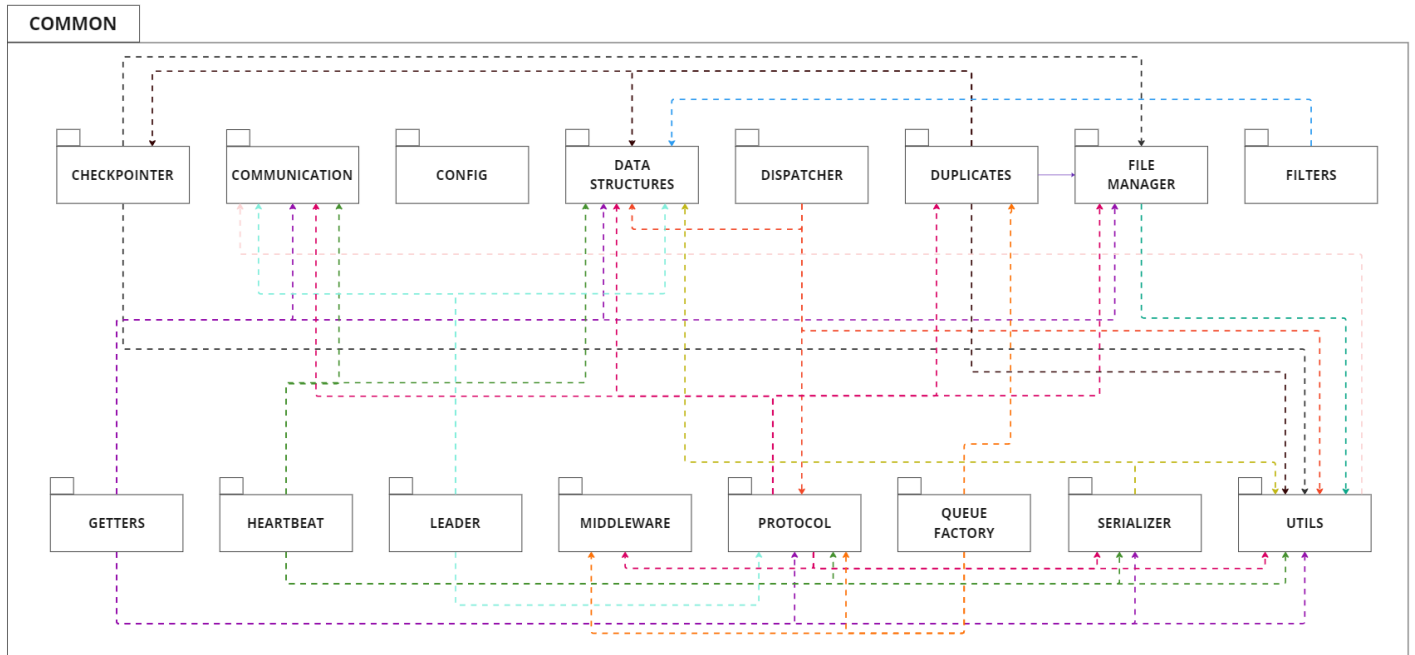 COMMON
CHECKPOINTER
COMMUNICATION
CONFIG
DATA
STRUCTURES
DISPATCHER
DUPLICATES
FILE
MANAGER
FILTERS
GETTERS
HEARTBEAT
LEADER
MIDDLEWARE
PROTOCOL
QUEUE
FACTORY
SERIALIZER
UTILS